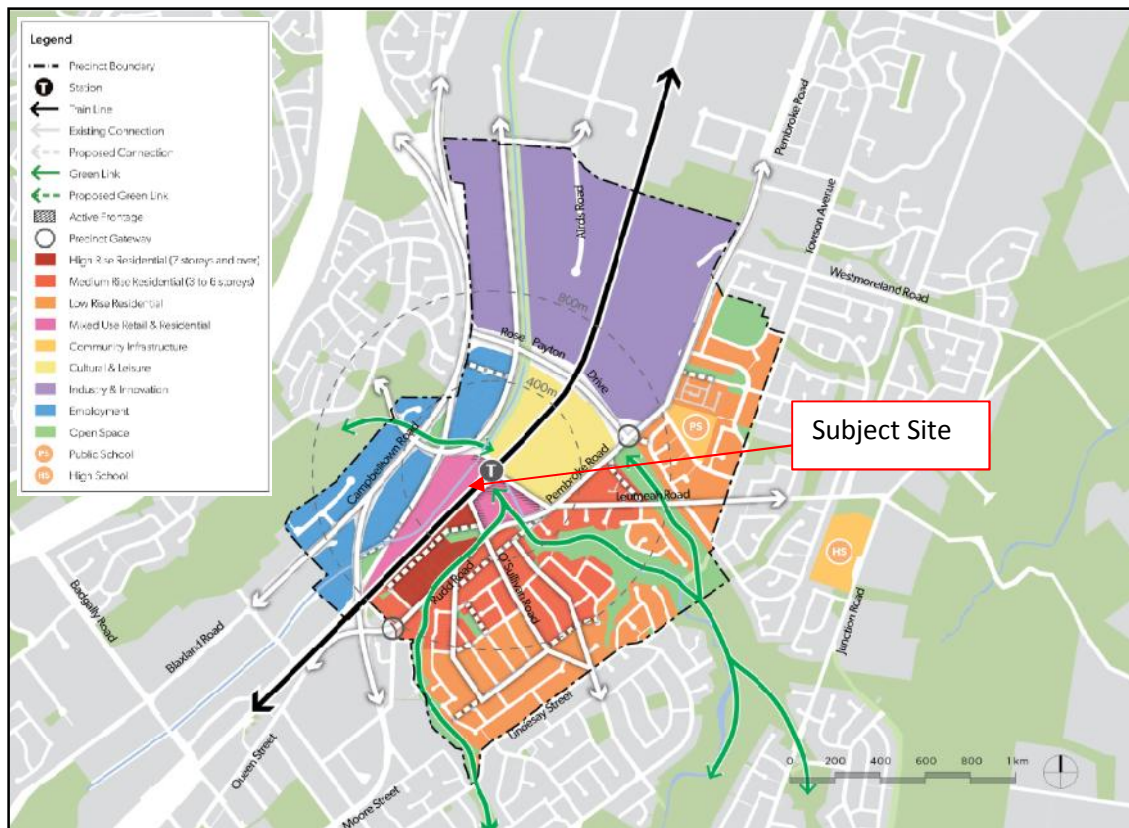 Legend
Precinct Boundary
T
Station
Train Line
Existing Connection
Proposed Connection
Green Link
Proposed Green Link
Active Frontage
Precinct Gateway
High Rise Residential (7 storeys and over)
Medium Rise Residential (3 to 6 storeys)
Low Rise Residential
Mixed Use Retail & Residential
Community Infrastructure
Cultural & Leisure
Industry & Innovation
Employment
Open Space
PS
Public School
HS
High School
Pembroke Road
Airds Road
Towson Avenue
Westmoreland Road
800m
Rose Payton Drive
400m
Subject Site
PS
Campbelltown Road
T
Pembroke Road
Leumeah Road
HS
Rudd Road
O'Sullivan Road
Junction Road
Badgally Road
Blaxland Road
Lindesay Street
Queen Street
Moore Street
0 200 400 600 800 1 km